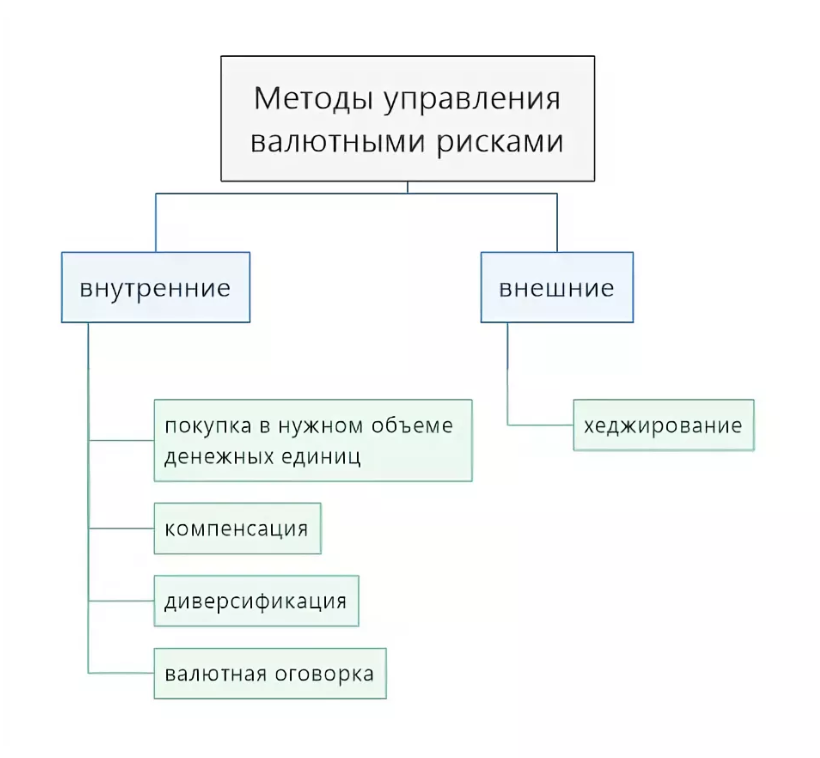 Методы управления
валютными рисками
внутренние
внешние
покупка в нужном объеме
денежных единиц
хеджирование
компенсация
диверсификация
валютная оговорка